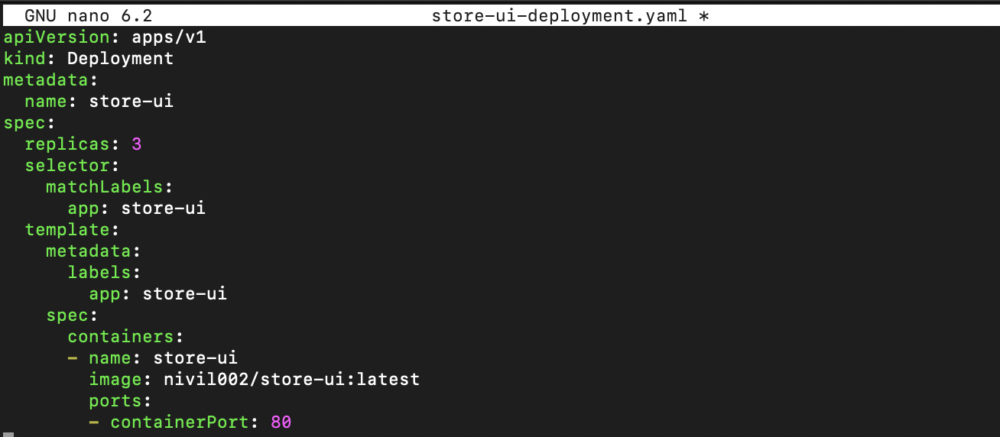 GNU nano 6.2 store-ui-deployment.yaml *
apiVersion: apps/v1
kind: Deployment
metadata:
  name: store-ui
spec:
  replicas: 3
  selector:
    matchLabels:
      app: store-ui
  template:
    metadata:
      labels:
        app: store-ui
    spec:
      containers:
      - name: store-ui
        image: nivil002/store-ui:latest
        ports:
        - containerPort: 80